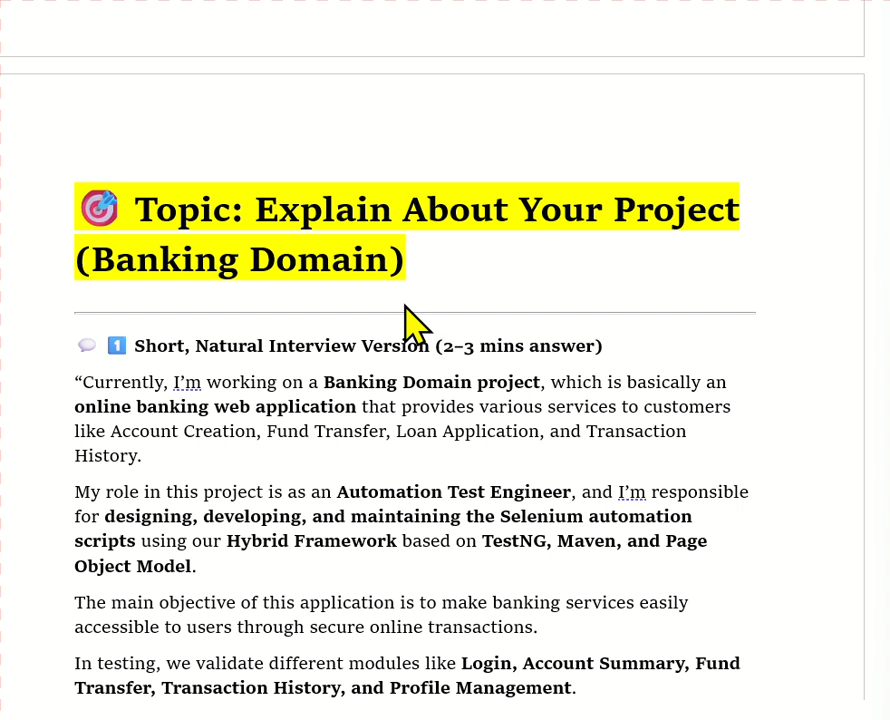 🎯 Topic: Explain About Your Project
(Banking Domain)
💬 1️⃣ Short, Natural Interview Version (2–3 mins answer)
“Currently, I’m working on a Banking Domain project, which is basically an
online banking web application that provides various services to customers
like Account Creation, Fund Transfer, Loan Application, and Transaction
History.
My role in this project is as an Automation Test Engineer, and I’m responsible
for designing, developing, and maintaining the Selenium automation
scripts using our Hybrid Framework based on TestNG, Maven, and Page
Object Model.
The main objective of this application is to make banking services easily
accessible to users through secure online transactions.
In testing, we validate different modules like Login, Account Summary, Fund
Transfer, Transaction History, and Profile Management.